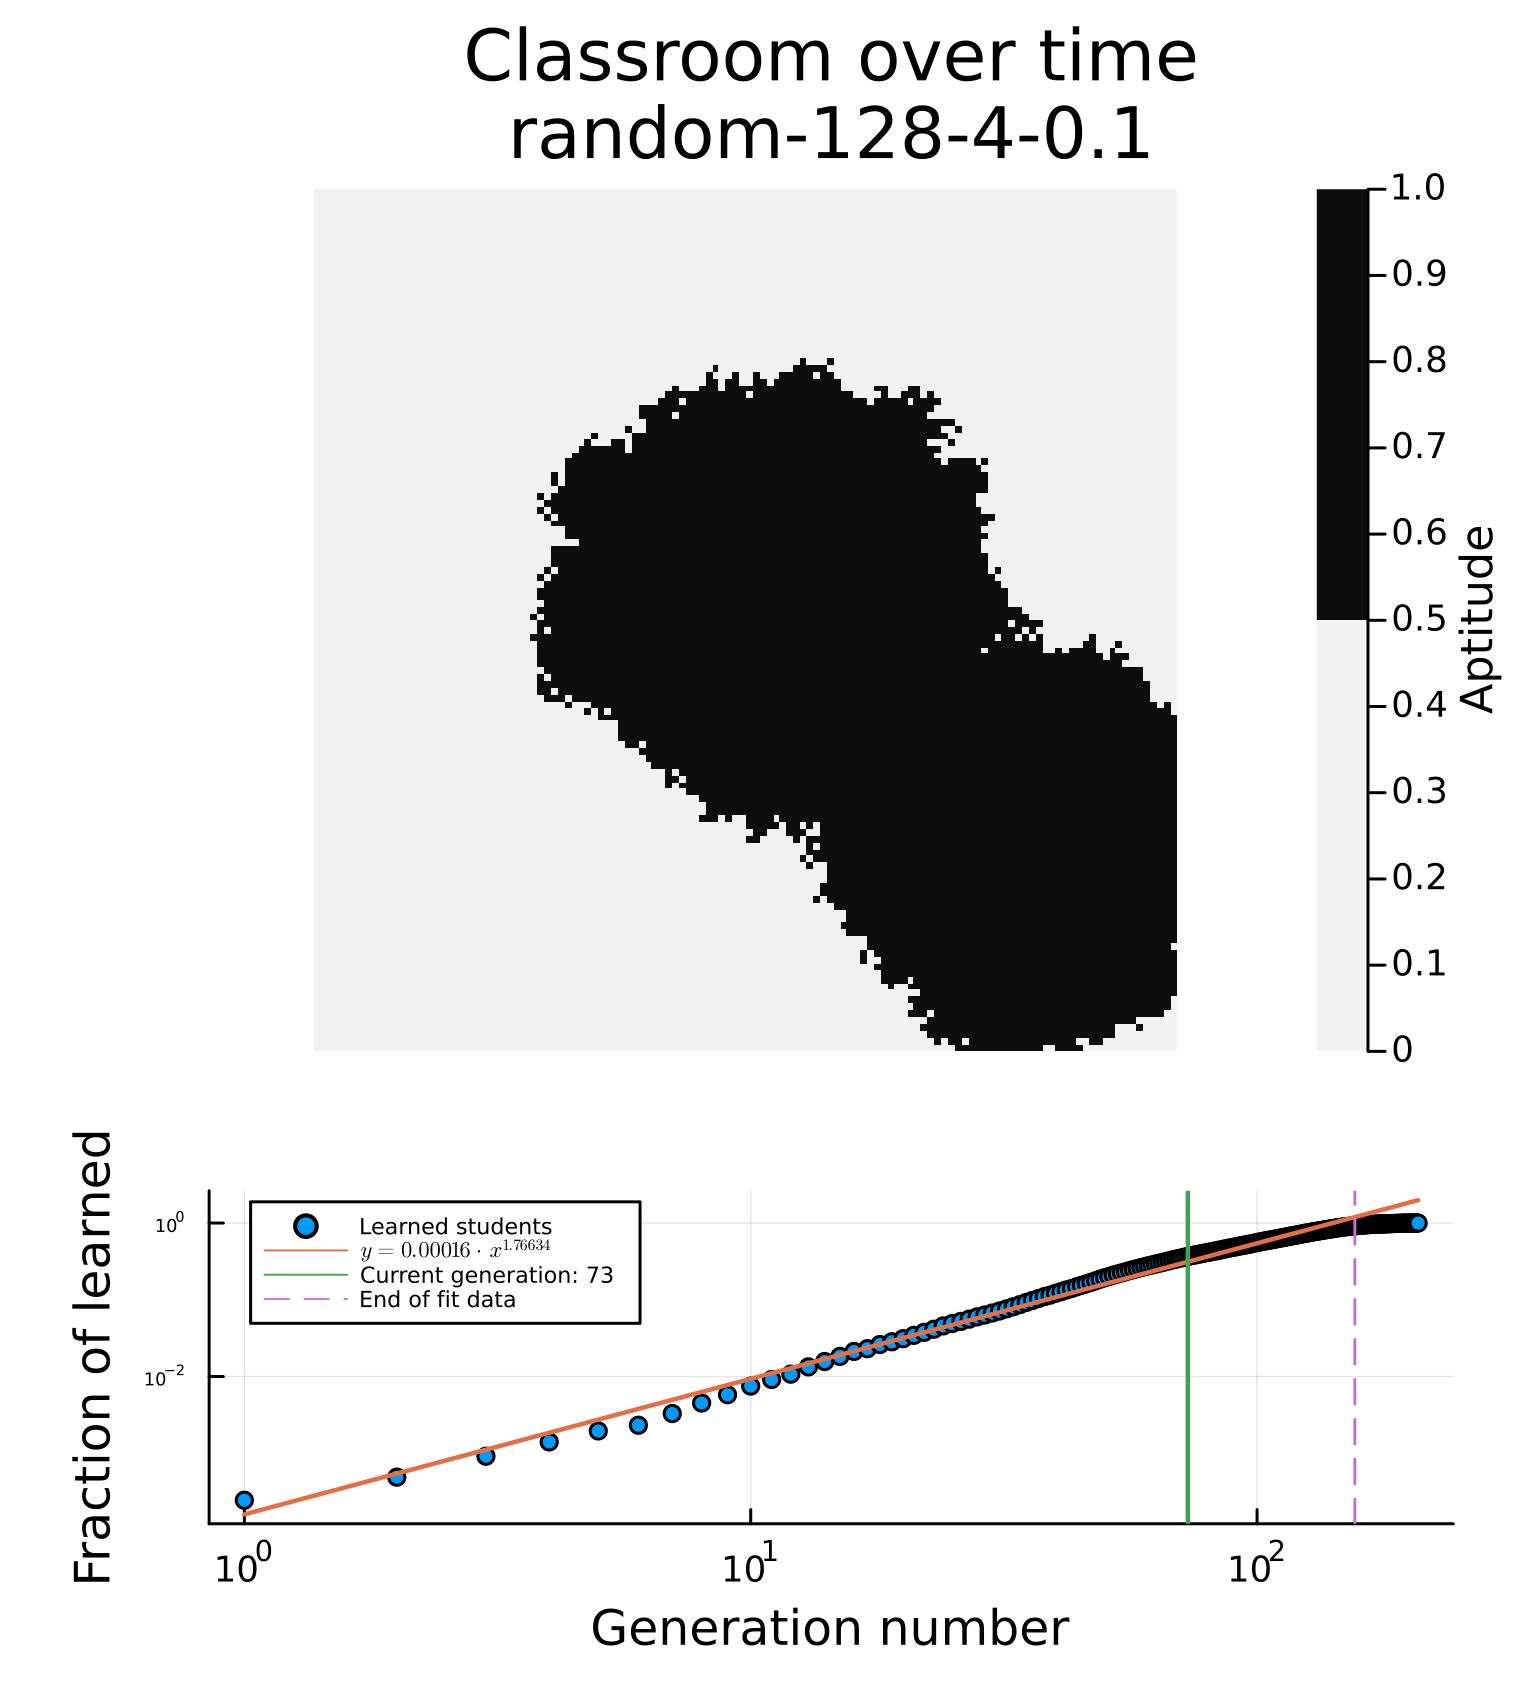 Classroom over time
random-128-4-0.1
1.0
0.9
0.8
0.7
0.6
0.5
0.4
0.3
0.2
0.1
0
Aptitude
Fraction of learned
10^0
10^-2
Learned students
y = 0.00016 · x^1.76634
Current generation: 73
End of fit data
10^0
10^1
10^2
Generation number